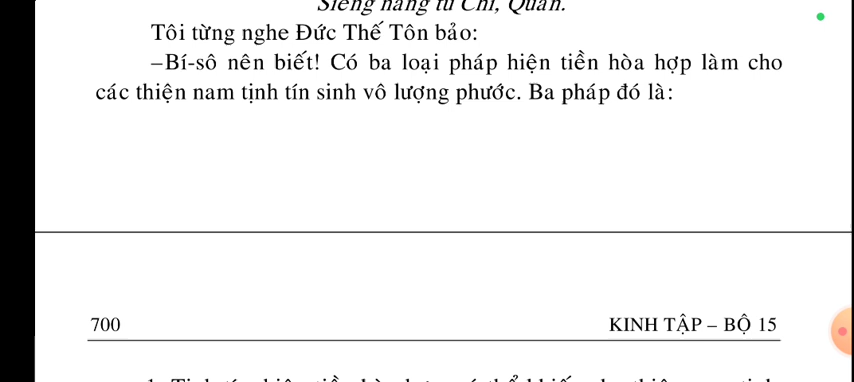 Siêng năng tu Chỉ, Quán.
Tôi từng nghe Đức Thế Tôn bảo:
–Bí-sô nên biết! Có ba loại pháp hiện tiền hòa hợp làm cho
các thiện nam tịnh tín sinh vô lượng phước. Ba pháp đó là:
700
KINH TẬP – BỘ 15